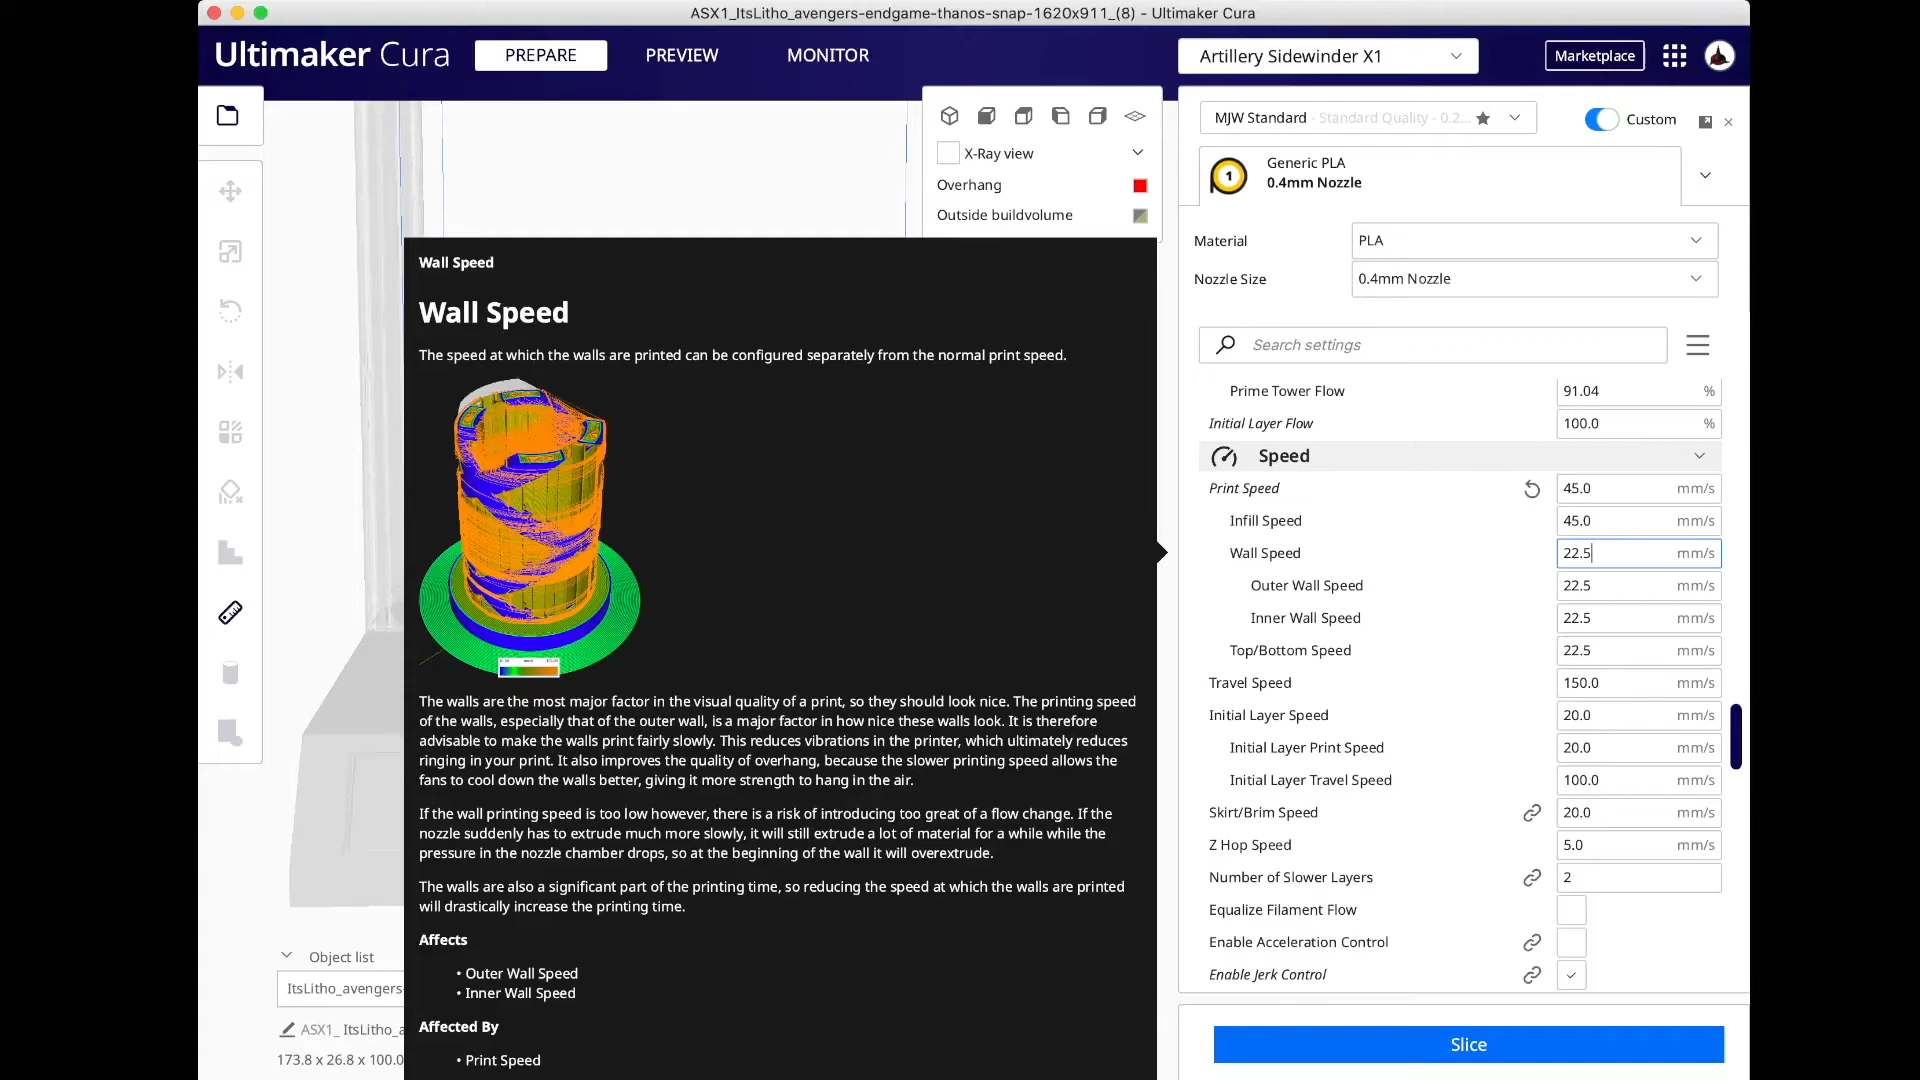 ASX1_ItsLitho_avengers-endgame-thanos-snap-1620x911_(8) - Ultimaker Cura
Ultimaker Cura
PREPARE
PREVIEW
MONITOR
Artillery Sidewinder X1
Marketplace
X-Ray view
Overhang
Outside buildvolume
MJW Standard - Standard Quality - 0.2...
Custom
1
Generic PLA
0.4mm Nozzle
Material
PLA
Nozzle Size
0.4mm Nozzle
Search settings
Prime Tower Flow 91.04 %
Initial Layer Flow 100.0 %
Speed
Print Speed 45.0 mm/s
Infill Speed 45.0 mm/s
Wall Speed 22.5 mm/s
Outer Wall Speed 22.5 mm/s
Inner Wall Speed 22.5 mm/s
Top/Bottom Speed 22.5 mm/s
Travel Speed 150.0 mm/s
Initial Layer Speed 20.0 mm/s
Initial Layer Print Speed 20.0 mm/s
Initial Layer Travel Speed 100.0 mm/s
Skirt/Brim Speed 20.0 mm/s
Z Hop Speed 5.0 mm/s
Number of Slower Layers 2
Equalize Filament Flow
Enable Acceleration Control
Enable Jerk Control
Slice
Wall Speed
Wall Speed
The speed at which the walls are printed can be configured separately from the normal print speed.
The walls are the most major factor in the visual quality of a print, so they should look nice. The printing speed
of the walls, especially that of the outer wall, is a major factor in how nice these walls look. It is therefore
advisable to make the walls print fairly slowly. This reduces vibrations in the printer, which ultimately reduces
ringing in your print. It also improves the quality of overhang, because the slower printing speed allows the
fans to cool down the walls better, giving it more strength to hang in the air.
If the wall printing speed is too low however, there is a risk of introducing too great of a flow change. If the
nozzle suddenly has to extrude much more slowly, it will still extrude a lot of material for a while while the
pressure in the nozzle chamber drops, so at the beginning of the wall it will overextrude.
The walls are also a significant part of the printing time, so reducing the speed at which the walls are printed
will drastically increase the printing time.
Affects
• Outer Wall Speed
• Inner Wall Speed
Affected By
• Print Speed
Object list
ItsLitho_avengers-
ASX1_ ItsLitho_a
173.8 x 26.8 x 100.0